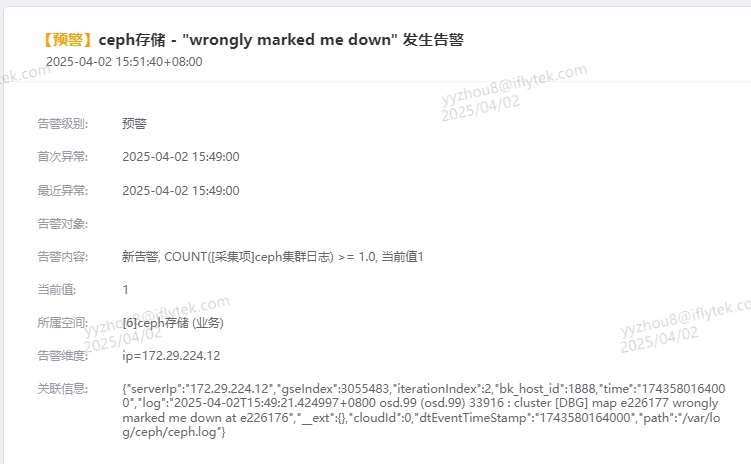 【预警】ceph存储 - "wrongly marked me down" 发生告警
2025-04-02 15:51:40+08:00
lytek.com
yyzhou8@iflytek.com
2025/04/02
告警级别: 预警
首次异常: 2025-04-02 15:49:00
最近异常: 2025-04-02 15:49:00
告警对象:
告警内容: 新告警, COUNT([采集项]ceph集群日志) >= 1.0, 当前值1
当前值: 1
所属空间: [6]ceph存储 (业务)
yyzhou8@iflytek.com
2025/04/02
yyzhou8@iflytek.com
2025/04/02
告警维度: ip=172.29.224.12
关联信息: {"serverIp":"172.29.224.12","gseIndex":3055483,"iterationIndex":2,"bk_host_id":1888,"time":"174358016400
0","log":"2025-04-02T15:49:21.424997+0800 osd.99 (osd.99) 33916 : cluster [DBG] map e226177 wrongly
marked me down at e226176","__ext":{},"cloudId":0,"dtEventTimeStamp":"1743580164000","path":"/var/lo
g/ceph/ceph.log"}